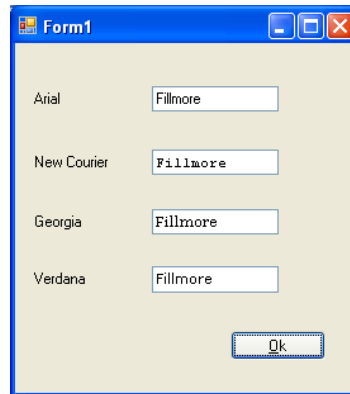 Form1
Arial Fillmore
New Courier Fillmore
Georgia Fillmore
Verdana Fillmore
Ok